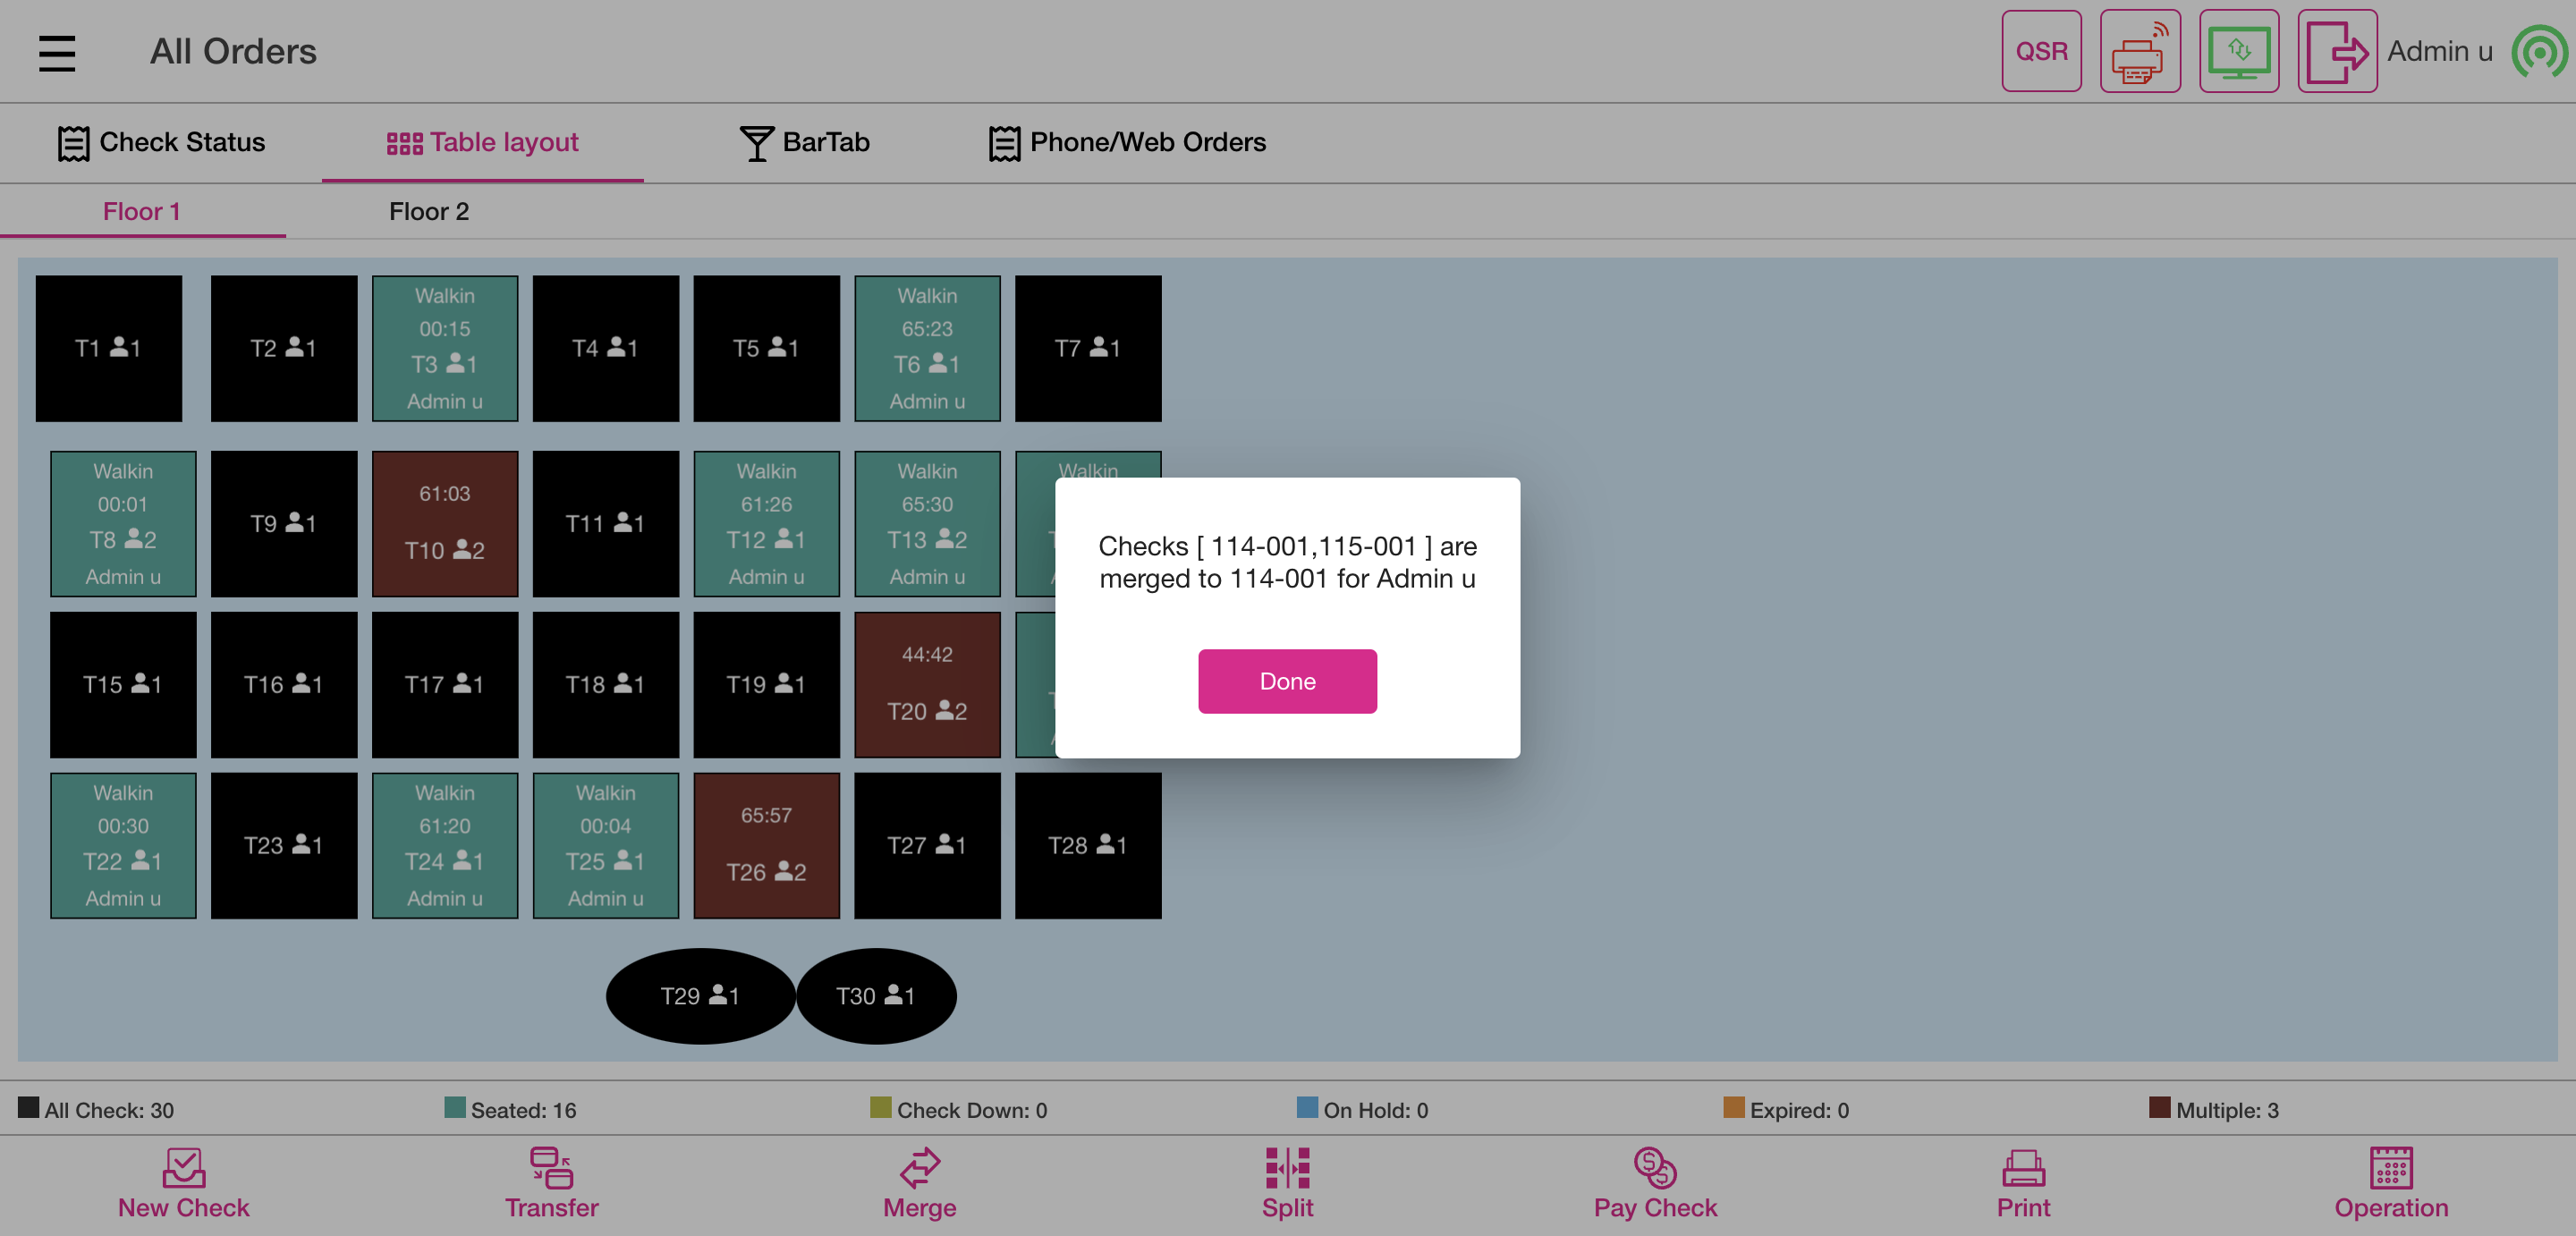 All Orders
QSR
Admin u
Check Status
Table layout
BarTab
Phone/Web Orders
Floor 1
Floor 2
T1 1
T2 1
Walkin
00:15
T3 1
Admin u
T4 1
T5 1
Walkin
65:23
T6 1
Admin u
T7 1
Walkin
00:01
T8 2
Admin u
T9 1
61:03
T10 2
T11 1
Walkin
61:26
T12 1
Admin u
Walkin
65:30
T13 2
Admin u
Walkin
Checks [ 114-001,115-001 ] are
merged to 114-001 for Admin u
Done
T15 1
T16 1
T17 1
T18 1
T19 1
44:42
T20 2
Walkin
00:30
T22 1
Admin u
T23 1
Walkin
61:20
T24 1
Admin u
Walkin
00:04
T25 1
Admin u
65:57
T26 2
T27 1
T28 1
T29 1
T30 1
All Check: 30
Seated: 16
Check Down: 0
On Hold: 0
Expired: 0
Multiple: 3
New Check
Transfer
Merge
Split
Pay Check
Print
Operation